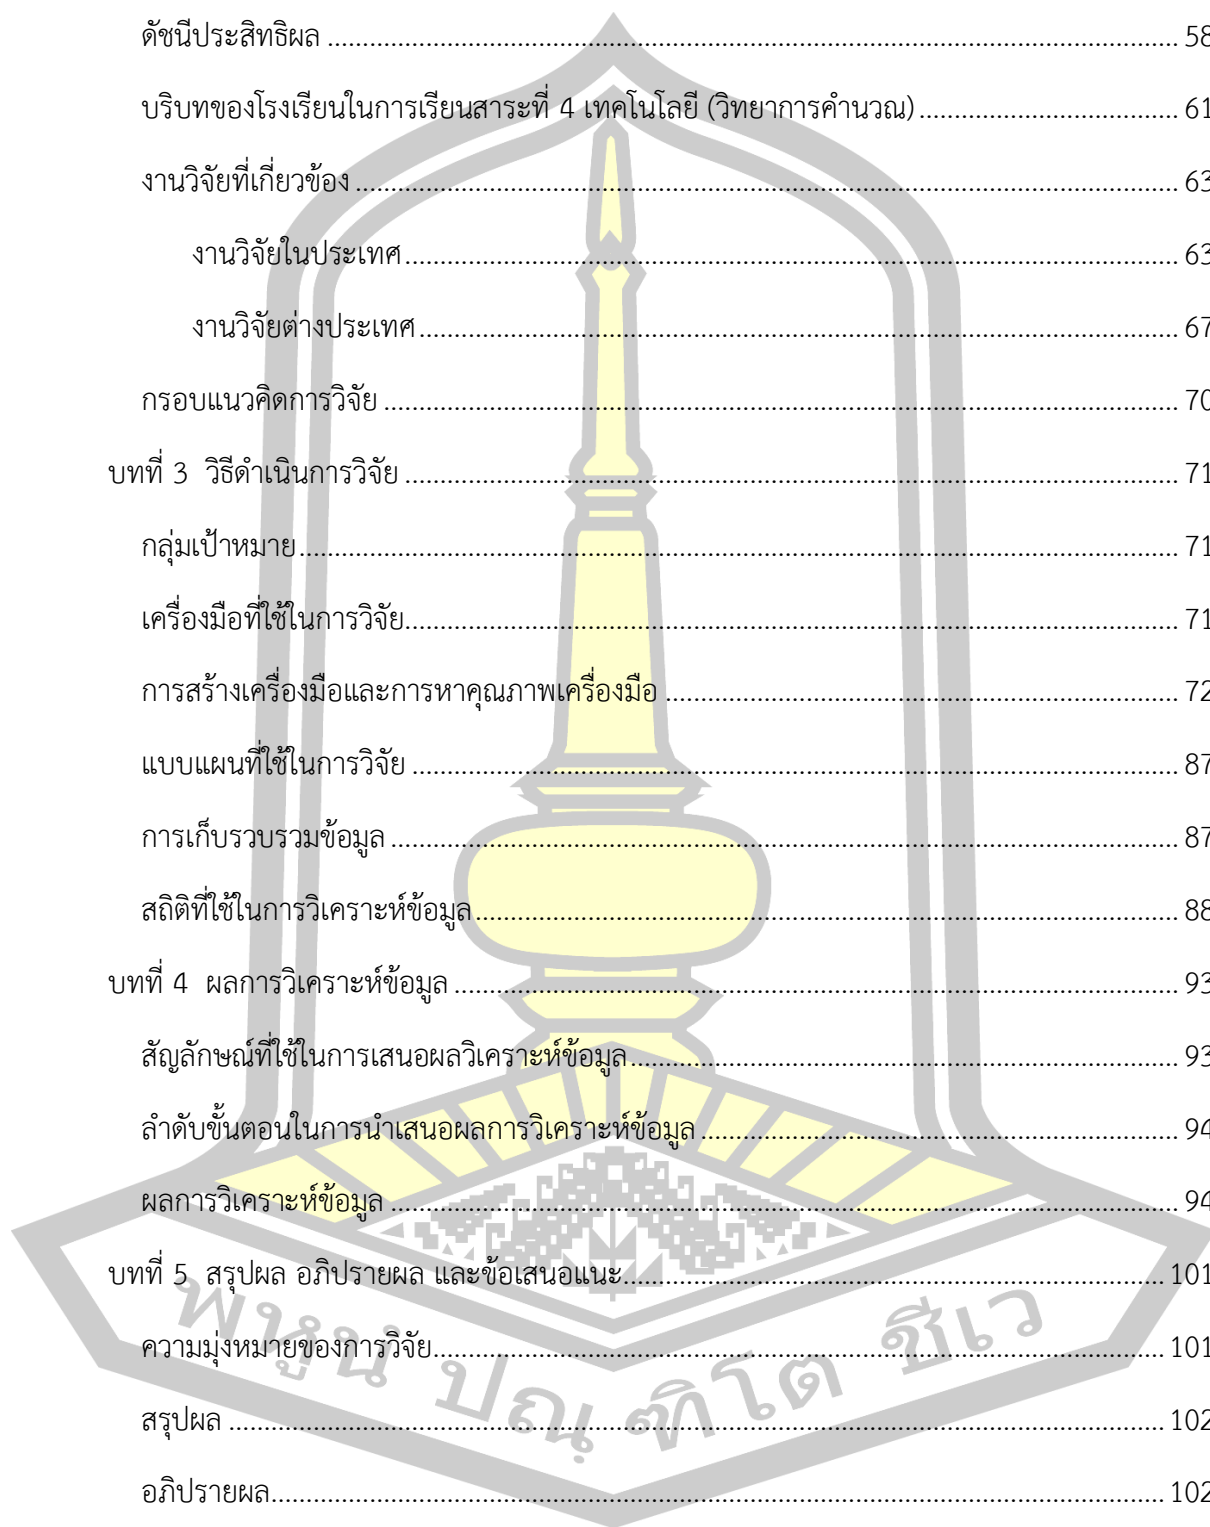 ดัชนีประสิทธิผล ........ 58
บริบทของโรงเรียนในการเรียนสาระที่ 4 เทคโนโลยี (วิทยาการคำนวณ) ........ 61
งานวิจัยที่เกี่ยวข้อง ........ 63
งานวิจัยในประเทศ ........ 63
งานวิจัยต่างประเทศ ........ 67
กรอบแนวคิดการวิจัย ........ 70
บทที่ 3 วิธีดำเนินการวิจัย ........ 71
กลุ่มเป้าหมาย ........ 71
เครื่องมือที่ใช้ในการวิจัย ........ 71
การสร้างเครื่องมือและการหาคุณภาพเครื่องมือ ........ 72
แบบแผนที่ใช้ในการวิจัย ........ 87
การเก็บรวบรวมข้อมูล ........ 87
สถิติที่ใช้ในการวิเคราะห์ข้อมูล ........ 88
บทที่ 4 ผลการวิเคราะห์ข้อมูล ........ 93
สัญลักษณ์ที่ใช้ในการเสนอผลวิเคราะห์ข้อมูล ........ 93
ลำดับขั้นตอนในการนำเสนอผลการวิเคราะห์ข้อมูล ........ 94
ผลการวิเคราะห์ข้อมูล ........ 94
บทที่ 5 สรุปผล อภิปรายผล และข้อเสนอแนะ ........ 101
ความมุ่งหมายของการวิจัย ........ 101
สรุปผล ........ 102
อภิปรายผล ........ 102
พหูนํ ปณฺฑิโต ชีเว